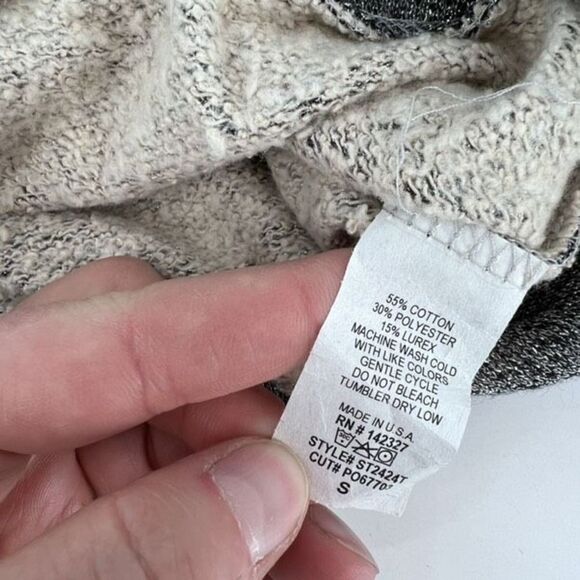 55% COTTON
30% POLYESTER
15% LUREX
MACHINE WASH COLD
WITH LIKE COLORS
GENTLE CYCLE
DO NOT BLEACH
TUMBLER DRY LOW
MADE IN U.S.A.
RN # 142327
STYLE# ST2424T
CUT#
S